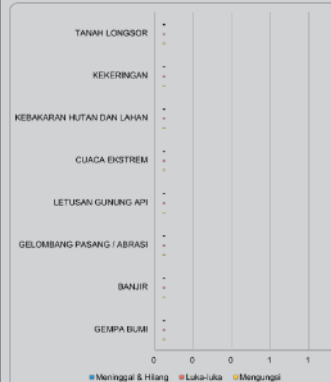 TANAH LONGSOR
KEKERINGAN
KEBAKARAN HUTAN DAN LAHAN
CUACA EKSTREM
LETUSAN GUNUNG API
GELOMBANG PASANG / ABRASI
BANJIR
GEMPA BUMI
0 0 0 1 1
Meninggal & Hilang Luka-luka Mengungsi